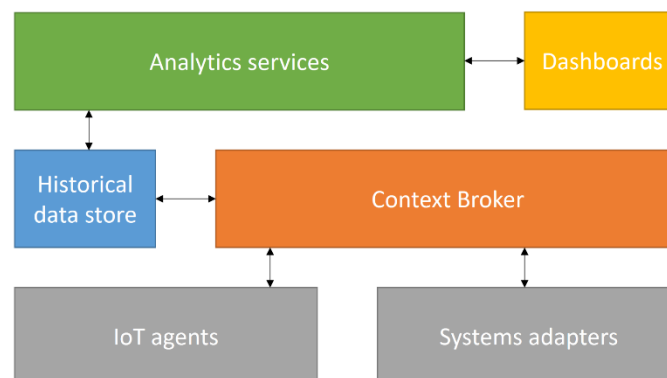 Analytics services
Dashboards
Historical
data store
Context Broker
IoT agents
Systems adapters